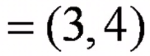 = (3, 4)